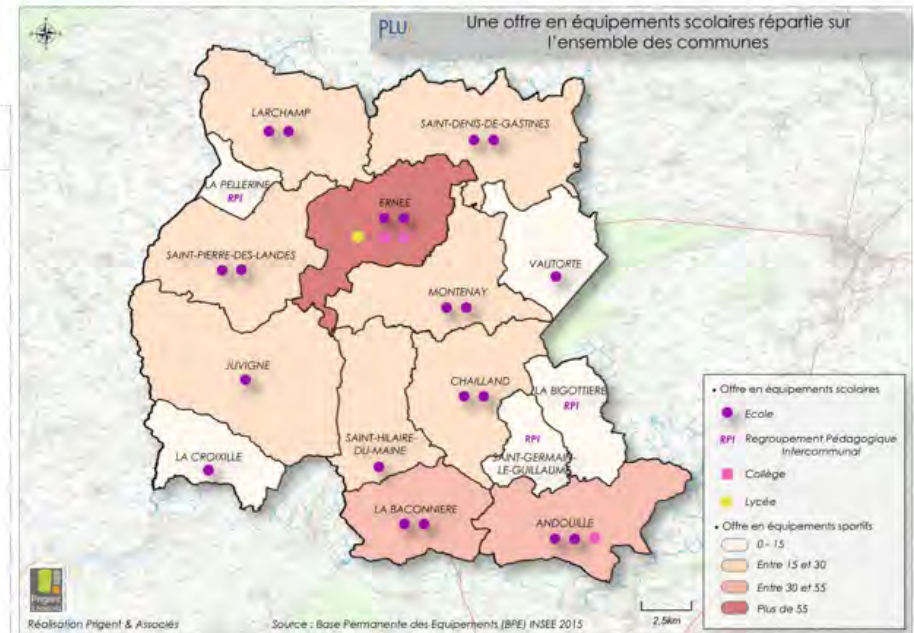 PLU
Une offre en équipements scolaires répartie sur
l'ensemble des communes
LARCHAMP
SAINT-DENIS-DE-GASTINES
LA PELLERINE
RPI
ERNEE
SAINT-PIERRE-DES-LANDES
VAUTORTE
MONTENAY
JUVIGNE
CHAILLAND
LA BIGOTTIERE
RPI
RPI
SAINT-GERMAIN-
LE-GUILLAUME
SAINT-HILAIRE-
DU-MAINE
LA CROIXILLE
LA BACONNIERE
ANDOUILLE
• Offre en équipements scolaires
Ecole
RPI Regroupement Pédagogique
Intercommunal
Collège
Lycée
• Offre en équipements sportifs
0 - 15
Entre 15 et 30
Entre 30 et 55
Plus de 55
Prigent
& Associés
Réalisation Prigent & Associés
Source : Base Permanente des Equipements (BPE) INSEE 2015
2,5km